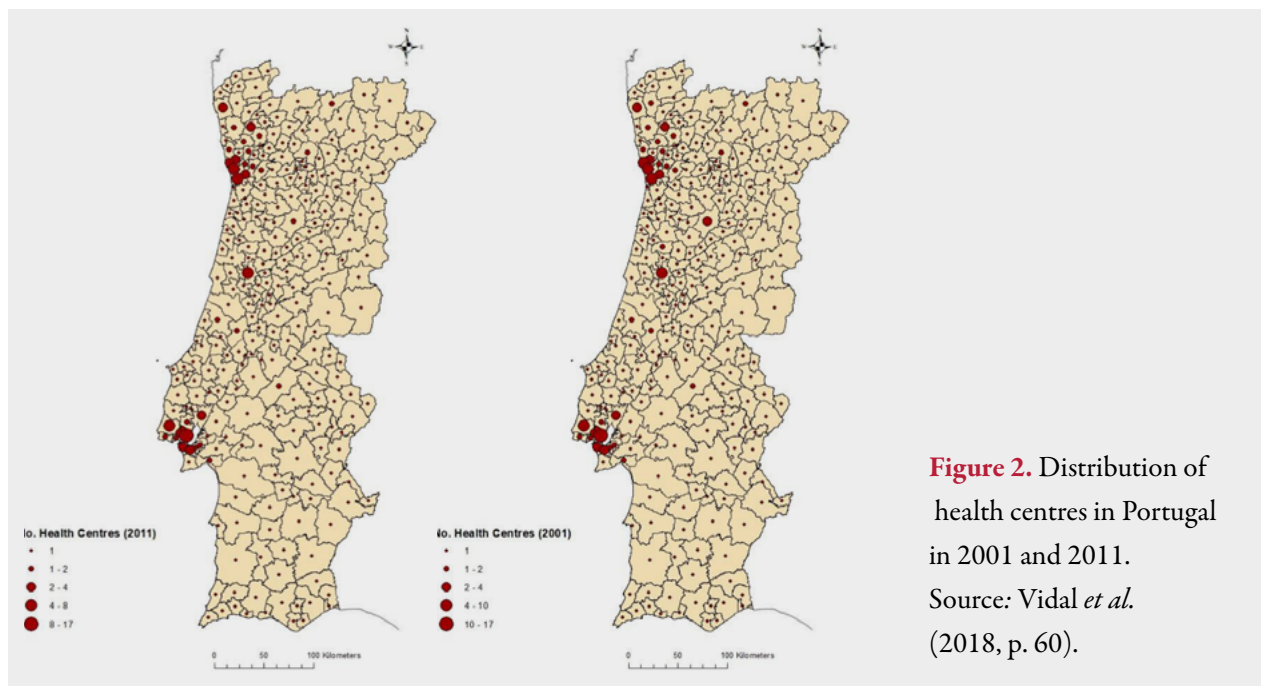 N
W E
S
N
W E
S
lo. Health Centres (2011)
1
1 - 2
2 - 4
4 - 8
8 - 17
0 50 100 Kilometers
lo. Health Centres (2001)
1
1 - 2
2 - 4
4 - 10
10 - 17
0 50 100 Kilometers
Figure 2. Distribution of
health centres in Portugal
in 2001 and 2011.
Source: Vidal et al.
(2018, p. 60).